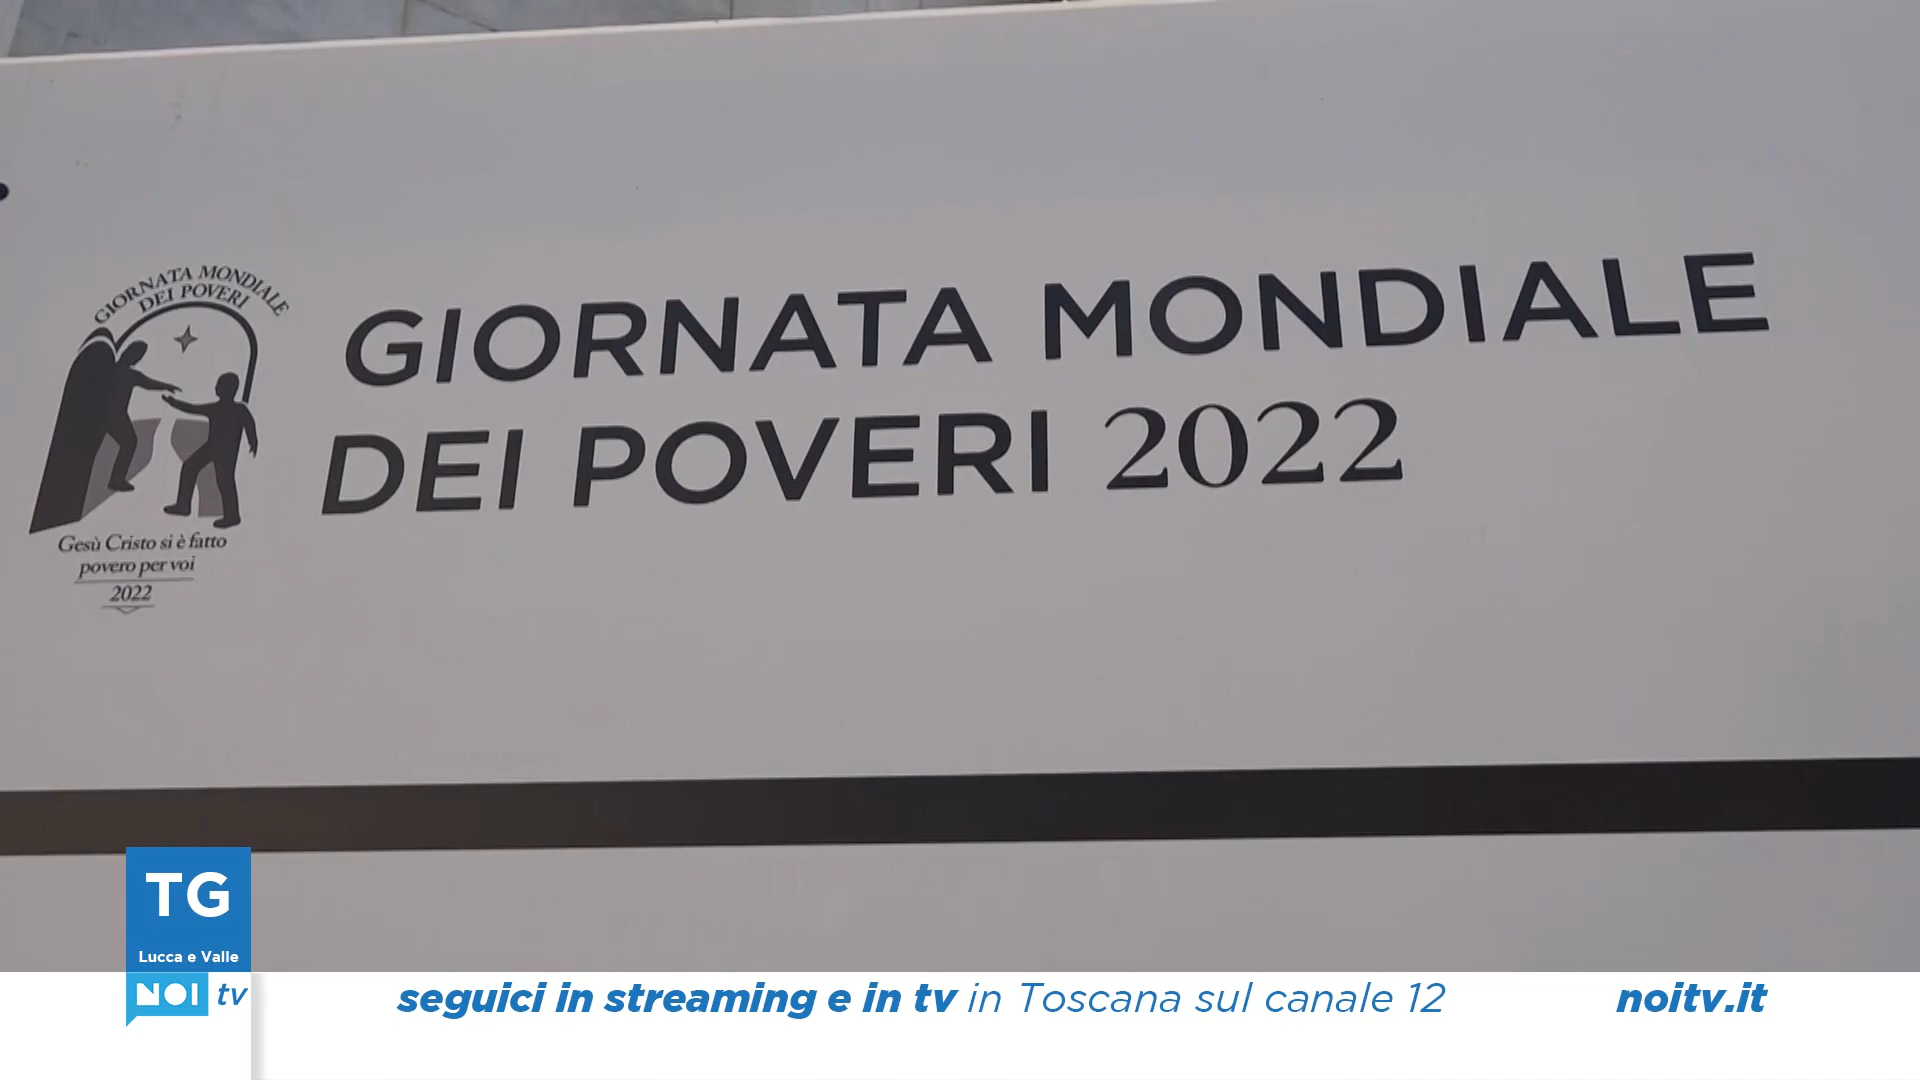 GIORNATA MONDIALE
DEI POVERI
Gesù Cristo si è fatto
povero per voi
2022
GIORNATA MONDIALE
DEI POVERI 2022
TG
Lucca e Valle
NOI tv
seguici in streaming e in tv in Toscana sul canale 12
noitv.it